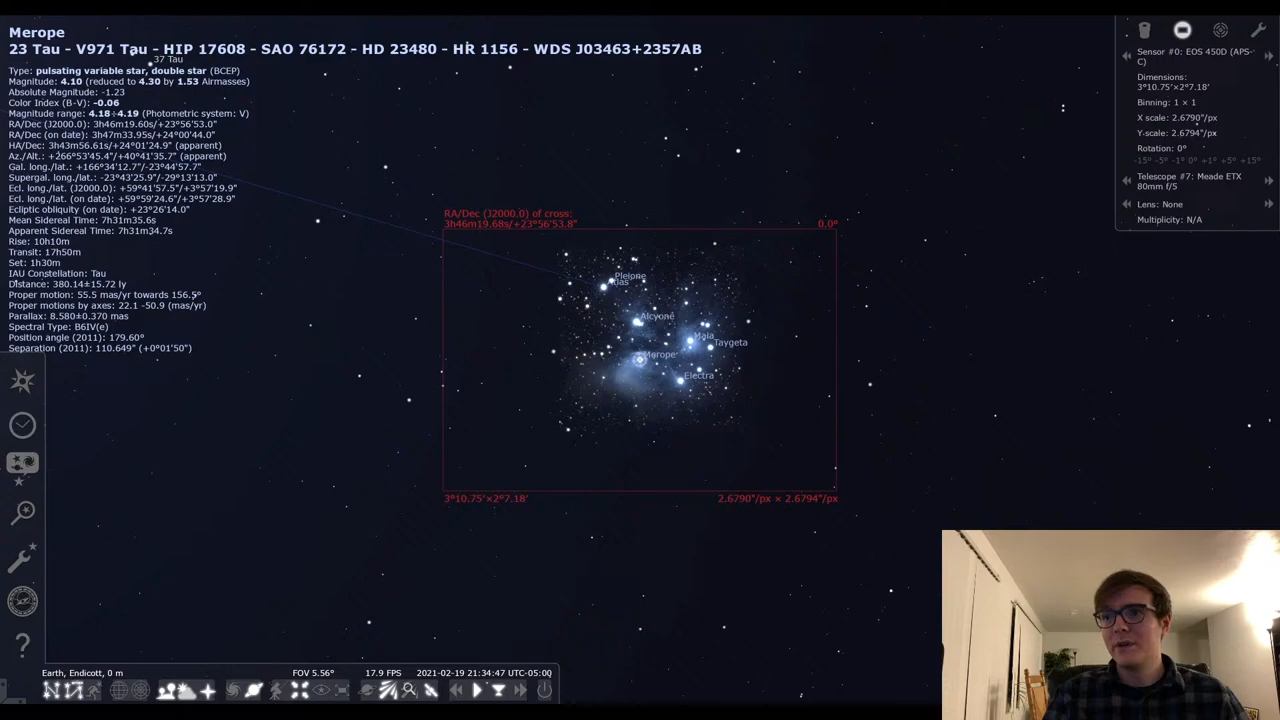 Merope
23 Tau - V971 Tau - HIP 17608 - SAO 76172 - HD 23480 - HR 1156 - WDS J03463+2357AB
37 Tau
Type: pulsating variable star, double star (BCEP)
Magnitude: 4.10 (reduced to 4.30 by 1.53 Airmasses)
Absolute Magnitude: -1.23
Color Index (B-V): -0.06
Magnitude range: 4.18÷4.19 (Photometric system: V)
RA/Dec (J2000.0): 3h46m19.60s/+23°56'53.0"
RA/Dec (on date): 3h47m33.95s/+24°00'44.0"
HA/Dec: 3h43m56.61s/+24°01'24.9" (apparent)
Az./Alt.: +266°53'45.4"/+40°41'35.7" (apparent)
Gal. long./lat.: +166°34'12.7"/-23°44'57.7"
Supergal. long./lat.: -23°43'25.9"/-29°13'13.0"
Ecl. long./lat. (J2000.0): +59°41'57.5"/+3°57'19.9"
Ecl. long./lat. (on date): +59°59'24.6"/+3°57'28.9"
Ecliptic obliquity (on date): +23°26'14.0"
Mean Sidereal Time: 7h31m35.6s
Apparent Sidereal Time: 7h31m34.7s
Rise: 10h10m
Transit: 17h50m
Set: 1h30m
IAU Constellation: Tau
Distance: 380.14±15.72 ly
Proper motion: 55.5 mas/yr towards 156.5°
Proper motions by axes: 22.1 -50.9 (mas/yr)
Parallax: 8.580±0.370 mas
Spectral Type: B6IV(e)
Position angle (2011): 179.60°
Separation (2011): 110.649" (+0°01'50")
Sensor #0: EOS 450D (APS-
C)
Dimensions:
3°10.75'×2°7.18'
Binning: 1 × 1
X scale: 2.6790"/px
Y-scale: 2.6794"/px
Rotation: 0°
-15° -5° -1° 0° +1° +5° +15°
Telescope #7: Meade ETX
80mm f/5
Lens: None
Multiplicity: N/A
RA/Dec (J2000.0) of cross:
3h46m19.68s/+23°56'53.8"
0.0°
Pleione
Atlas
Alcyone
Maia
Taygeta
Merope
Electra
3°10.75'×2°7.18'
2.6790"/px × 2.6794"/px
Earth, Endicott, 0 m
FOV 5.56°
17.9 FPS
2021-02-19 21:34:47 UTC-05:00